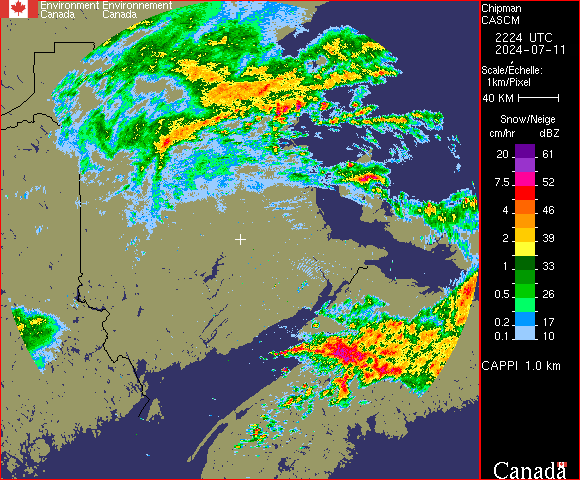 Environment Environnement
Canada Canada
Chipman
CASCM
2224 UTC
2024-07-11
Scale/Échelle:
1km/Pixel
40 KM
Snow/Neige
cm/hr dBZ
20 61
7.5 52
4 46
2 39
1 33
0.5 26
0.2 17
0.1 10
CAPPI 1.0 km
Canada